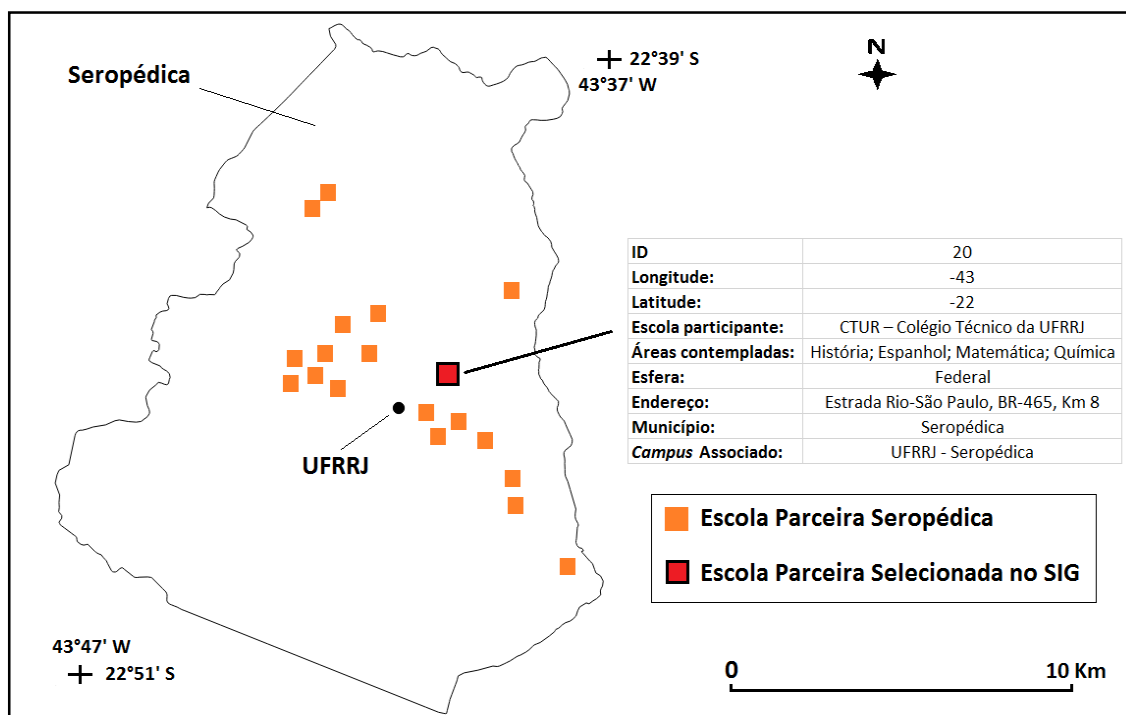 Seropédica
22°39' S
43°37' W
N
UFRRJ
ID 20
Longitude: -43
Latitude: -22
Escola participante: CTUR – Colégio Técnico da UFRRJ
Áreas contempladas: História; Espanhol; Matemática; Química
Esfera: Federal
Endereço: Estrada Rio-São Paulo, BR-465, Km 8
Município: Seropédica
Campus Associado: UFRRJ - Seropédica
Escola Parceira Seropédica
Escola Parceira Selecionada no SIG
43°47' W
22°51' S
0 10 Km